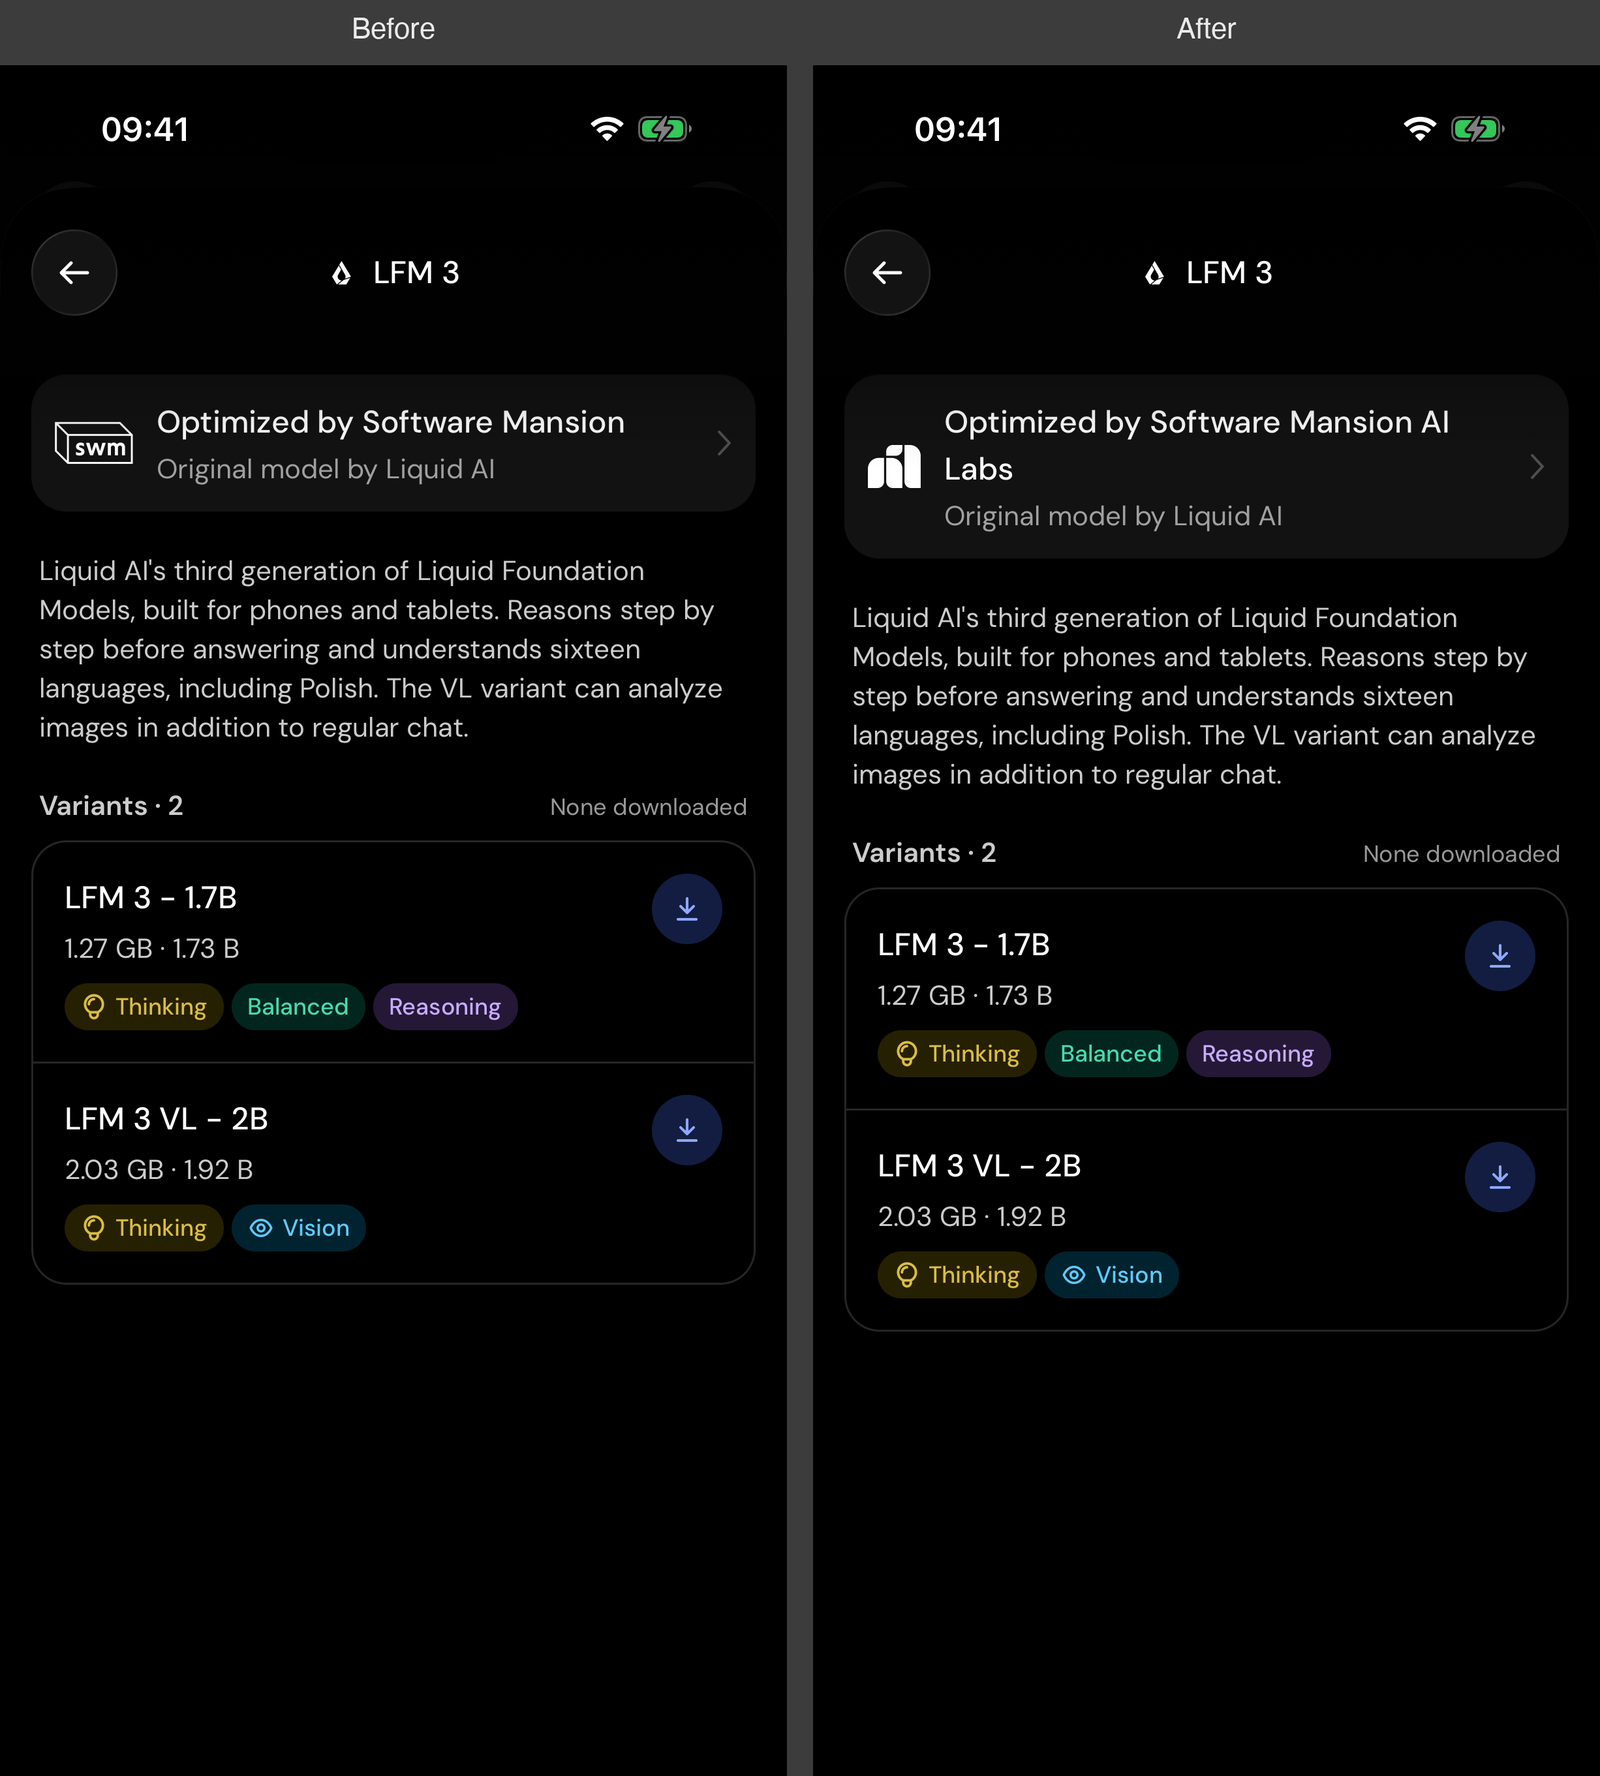 Before
09:41
LFM 3
swm
Optimized by Software Mansion
Original model by Liquid AI
Liquid AI's third generation of Liquid Foundation
Models, built for phones and tablets. Reasons step by
step before answering and understands sixteen
languages, including Polish. The VL variant can analyze
images in addition to regular chat.
Variants · 2
None downloaded
LFM 3 – 1.7B
1.27 GB · 1.73 B
Thinking
Balanced
Reasoning
LFM 3 VL – 2B
2.03 GB · 1.92 B
Thinking
Vision
After
09:41
LFM 3
Optimized by Software Mansion AI
Labs
Original model by Liquid AI
Liquid AI's third generation of Liquid Foundation
Models, built for phones and tablets. Reasons step by
step before answering and understands sixteen
languages, including Polish. The VL variant can analyze
images in addition to regular chat.
Variants · 2
None downloaded
LFM 3 – 1.7B
1.27 GB · 1.73 B
Thinking
Balanced
Reasoning
LFM 3 VL – 2B
2.03 GB · 1.92 B
Thinking
Vision